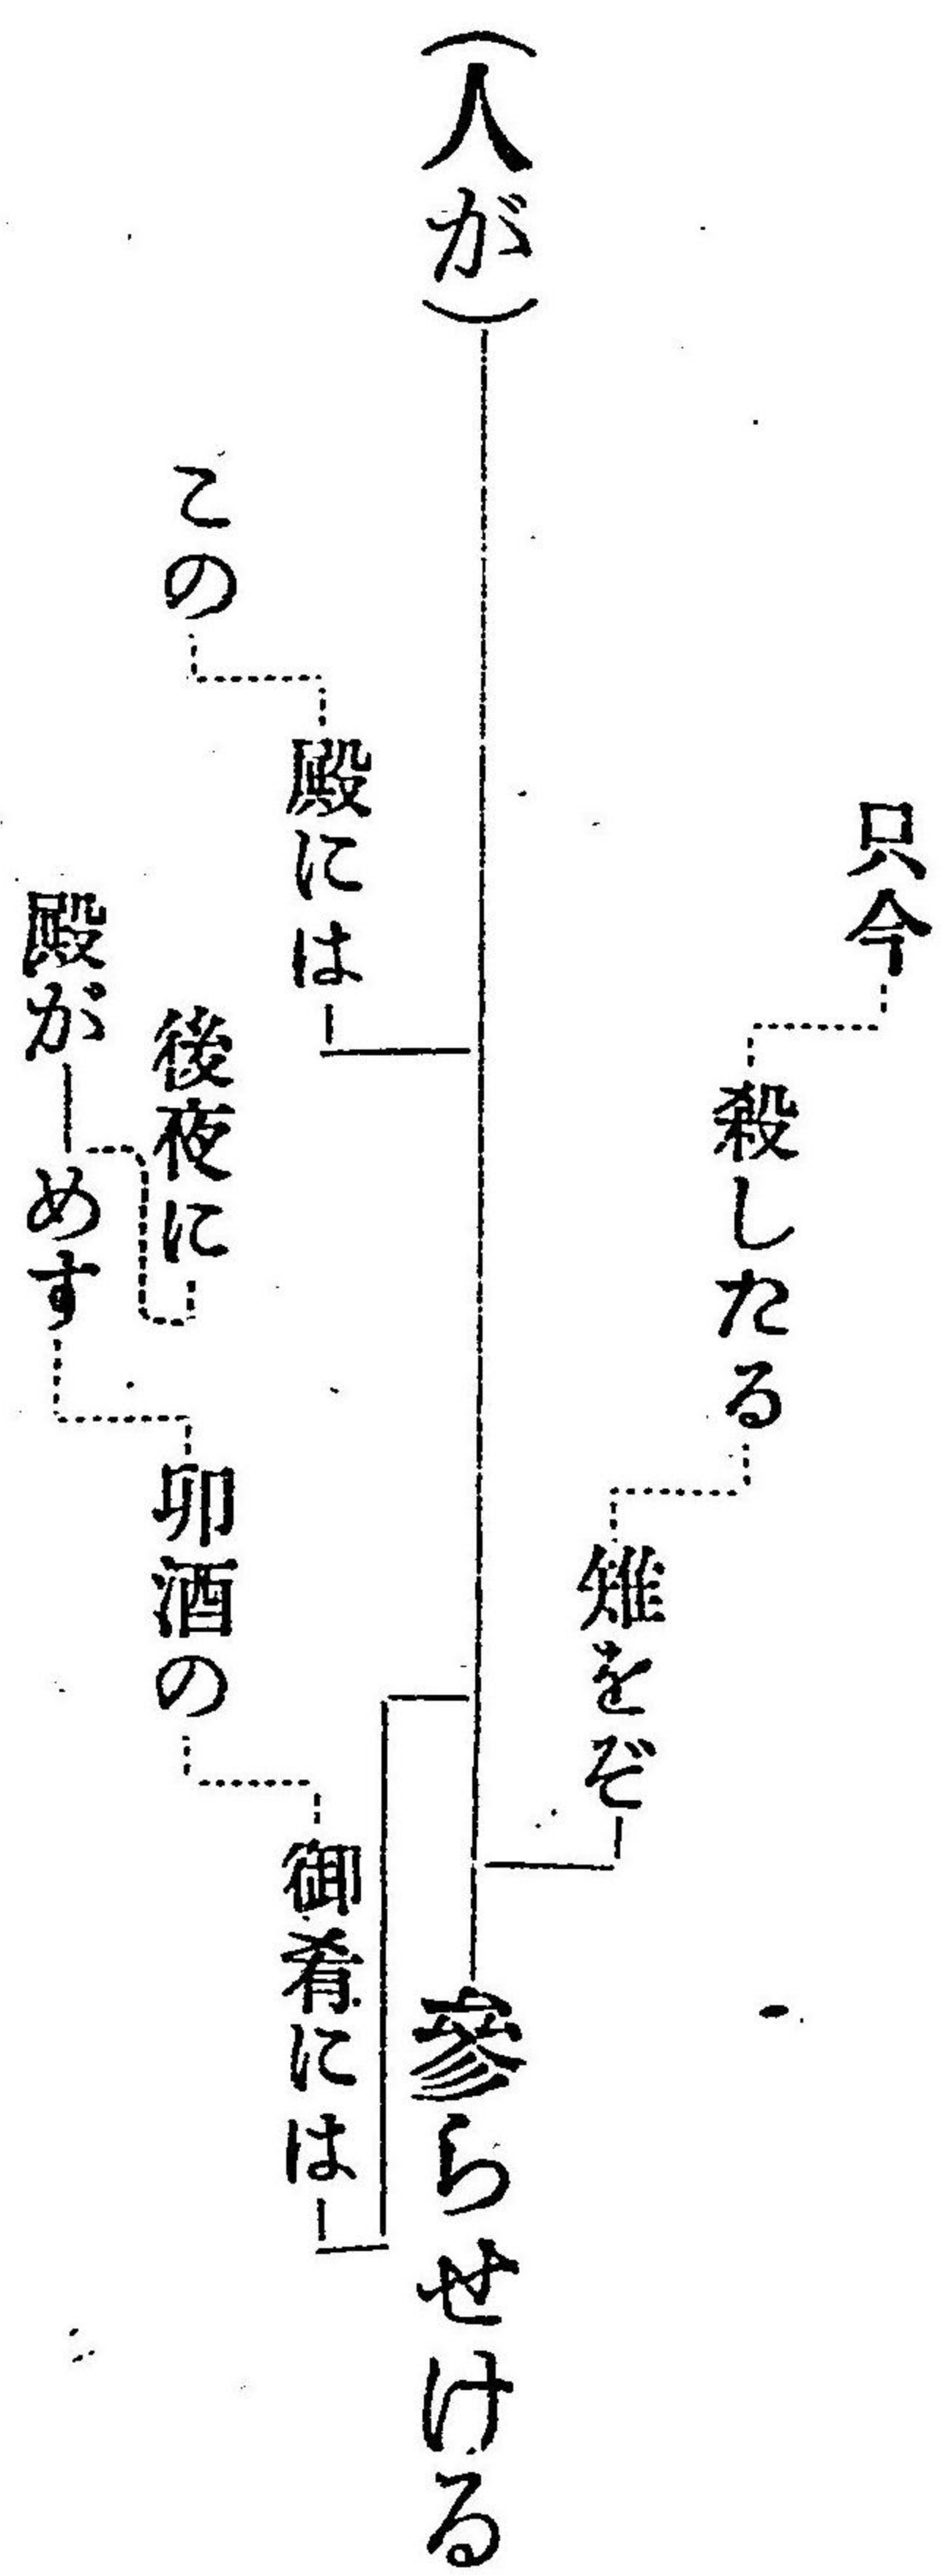 只今
殺したる
雉をぞ
(人が)
參らせける
この
殿には
御肴には
後夜に
卯酒の
殿が
めす